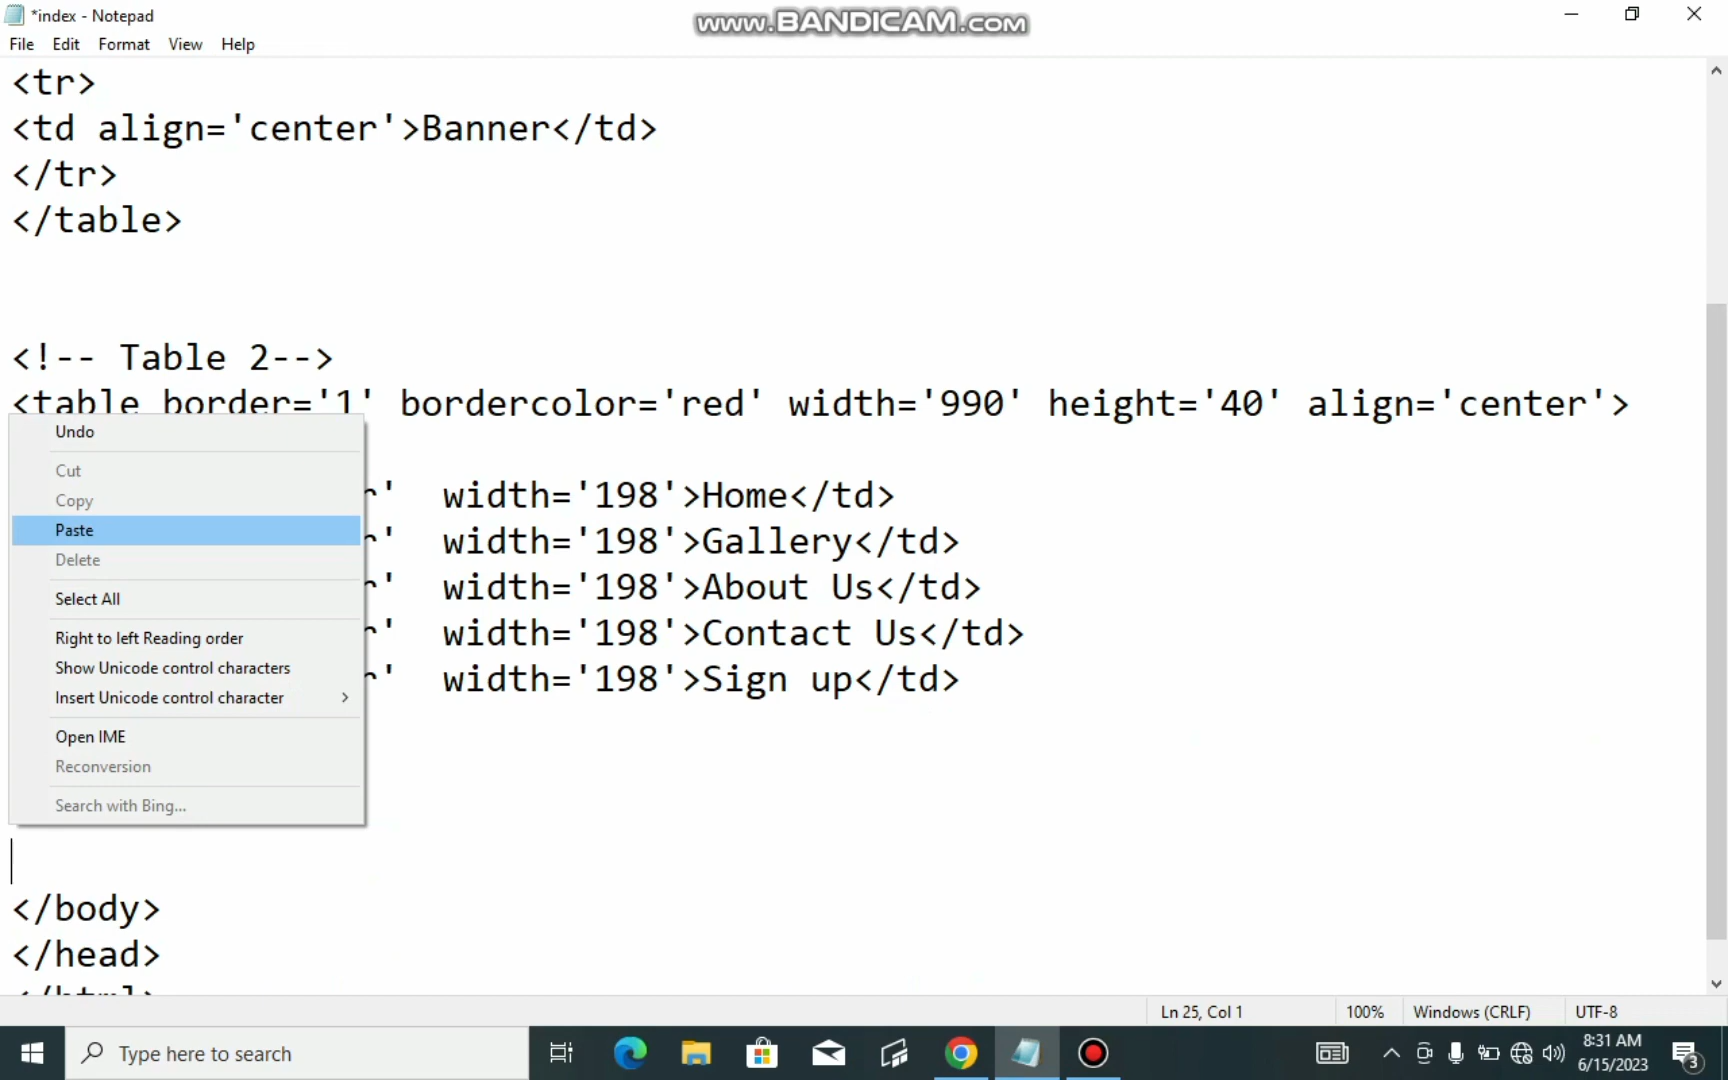 *index - Notepad
www.BANDICAM.com
File Edit Format View Help
<tr>
<td align='center'>Banner</td>
</tr>
</table>
<!-- Table 2-->
<table border='1' bordercolor='red' width='990' height='40' align='center'>
Undo
Cut
Copy
Paste
Delete
Select All
Right to left Reading order
Show Unicode control characters
Insert Unicode control character >
Open IME
Reconversion
Search with Bing...
' width='198'>Home</td>
' width='198'>Gallery</td>
' width='198'>About Us</td>
' width='198'>Contact Us</td>
' width='198'>Sign up</td>
</body>
</head>
</html>
Ln 25, Col 1
100%
Windows (CRLF)
UTF-8
Type here to search
8:31 AM
6/15/2023
3